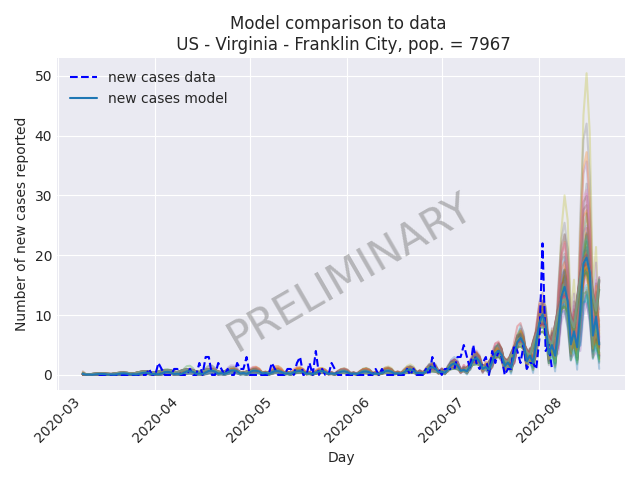 Model comparison to data
US - Virginia - Franklin City, pop. = 7967
new cases data
new cases model
Number of new cases reported
50
40
30
20
10
0
PRELIMINARY
2020-03
2020-04
2020-05
2020-06
2020-07
2020-08
Day